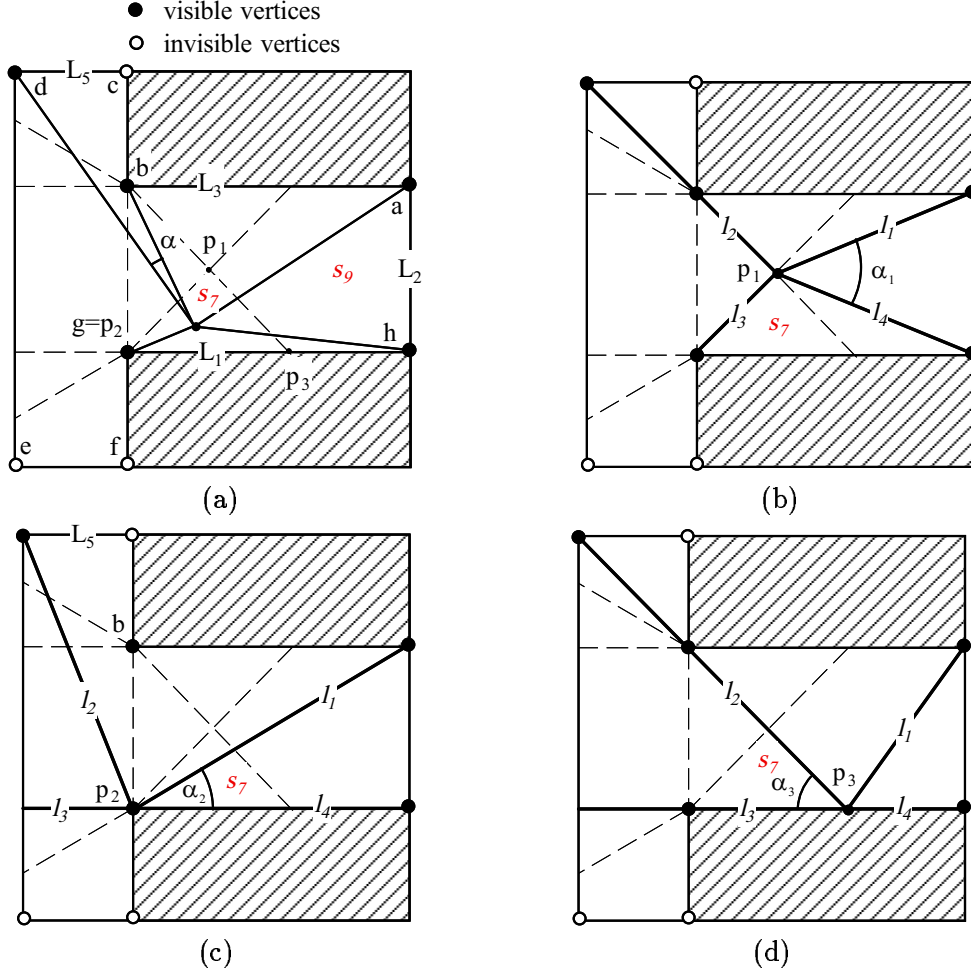 visible vertices
invisible vertices
L5
d
c
b
L3
a
α
p1
L2
s9
s7
g=p2
h
L1
p3
e
f
(a)
l2
l1
p1
α1
l3
l4
s7
(b)
L5
b
l2
l1
p2
α2
s7
l3
l4
(c)
l2
l1
s7
p3
α3
l3
l4
(d)